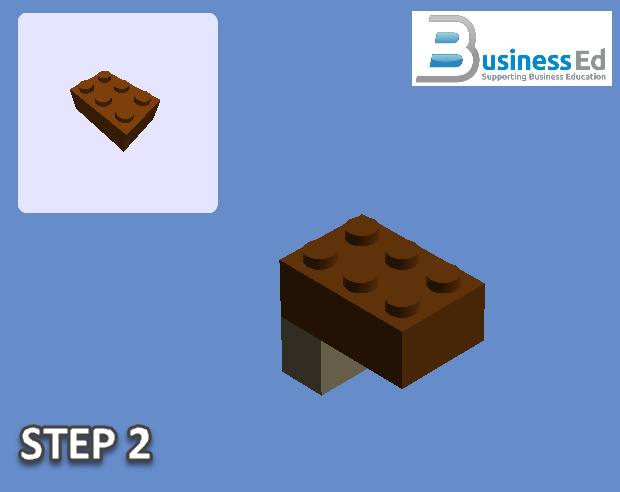 BusinessEd
Supporting Business Education
STEP 2